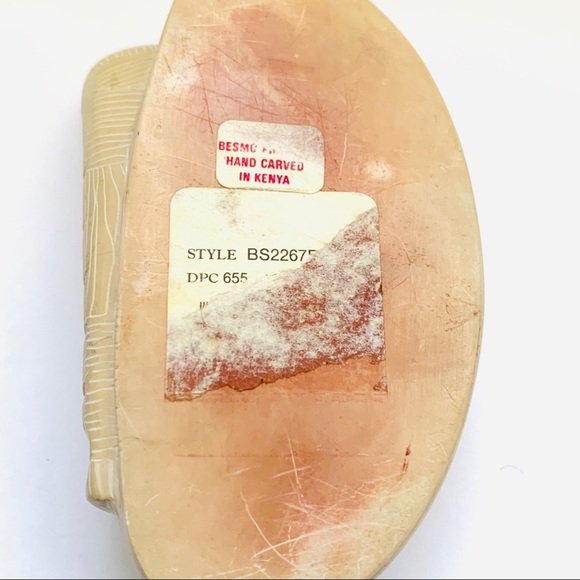 BESMO
HAND CARVED
IN KENYA
STYLE BS2267
DPC 655